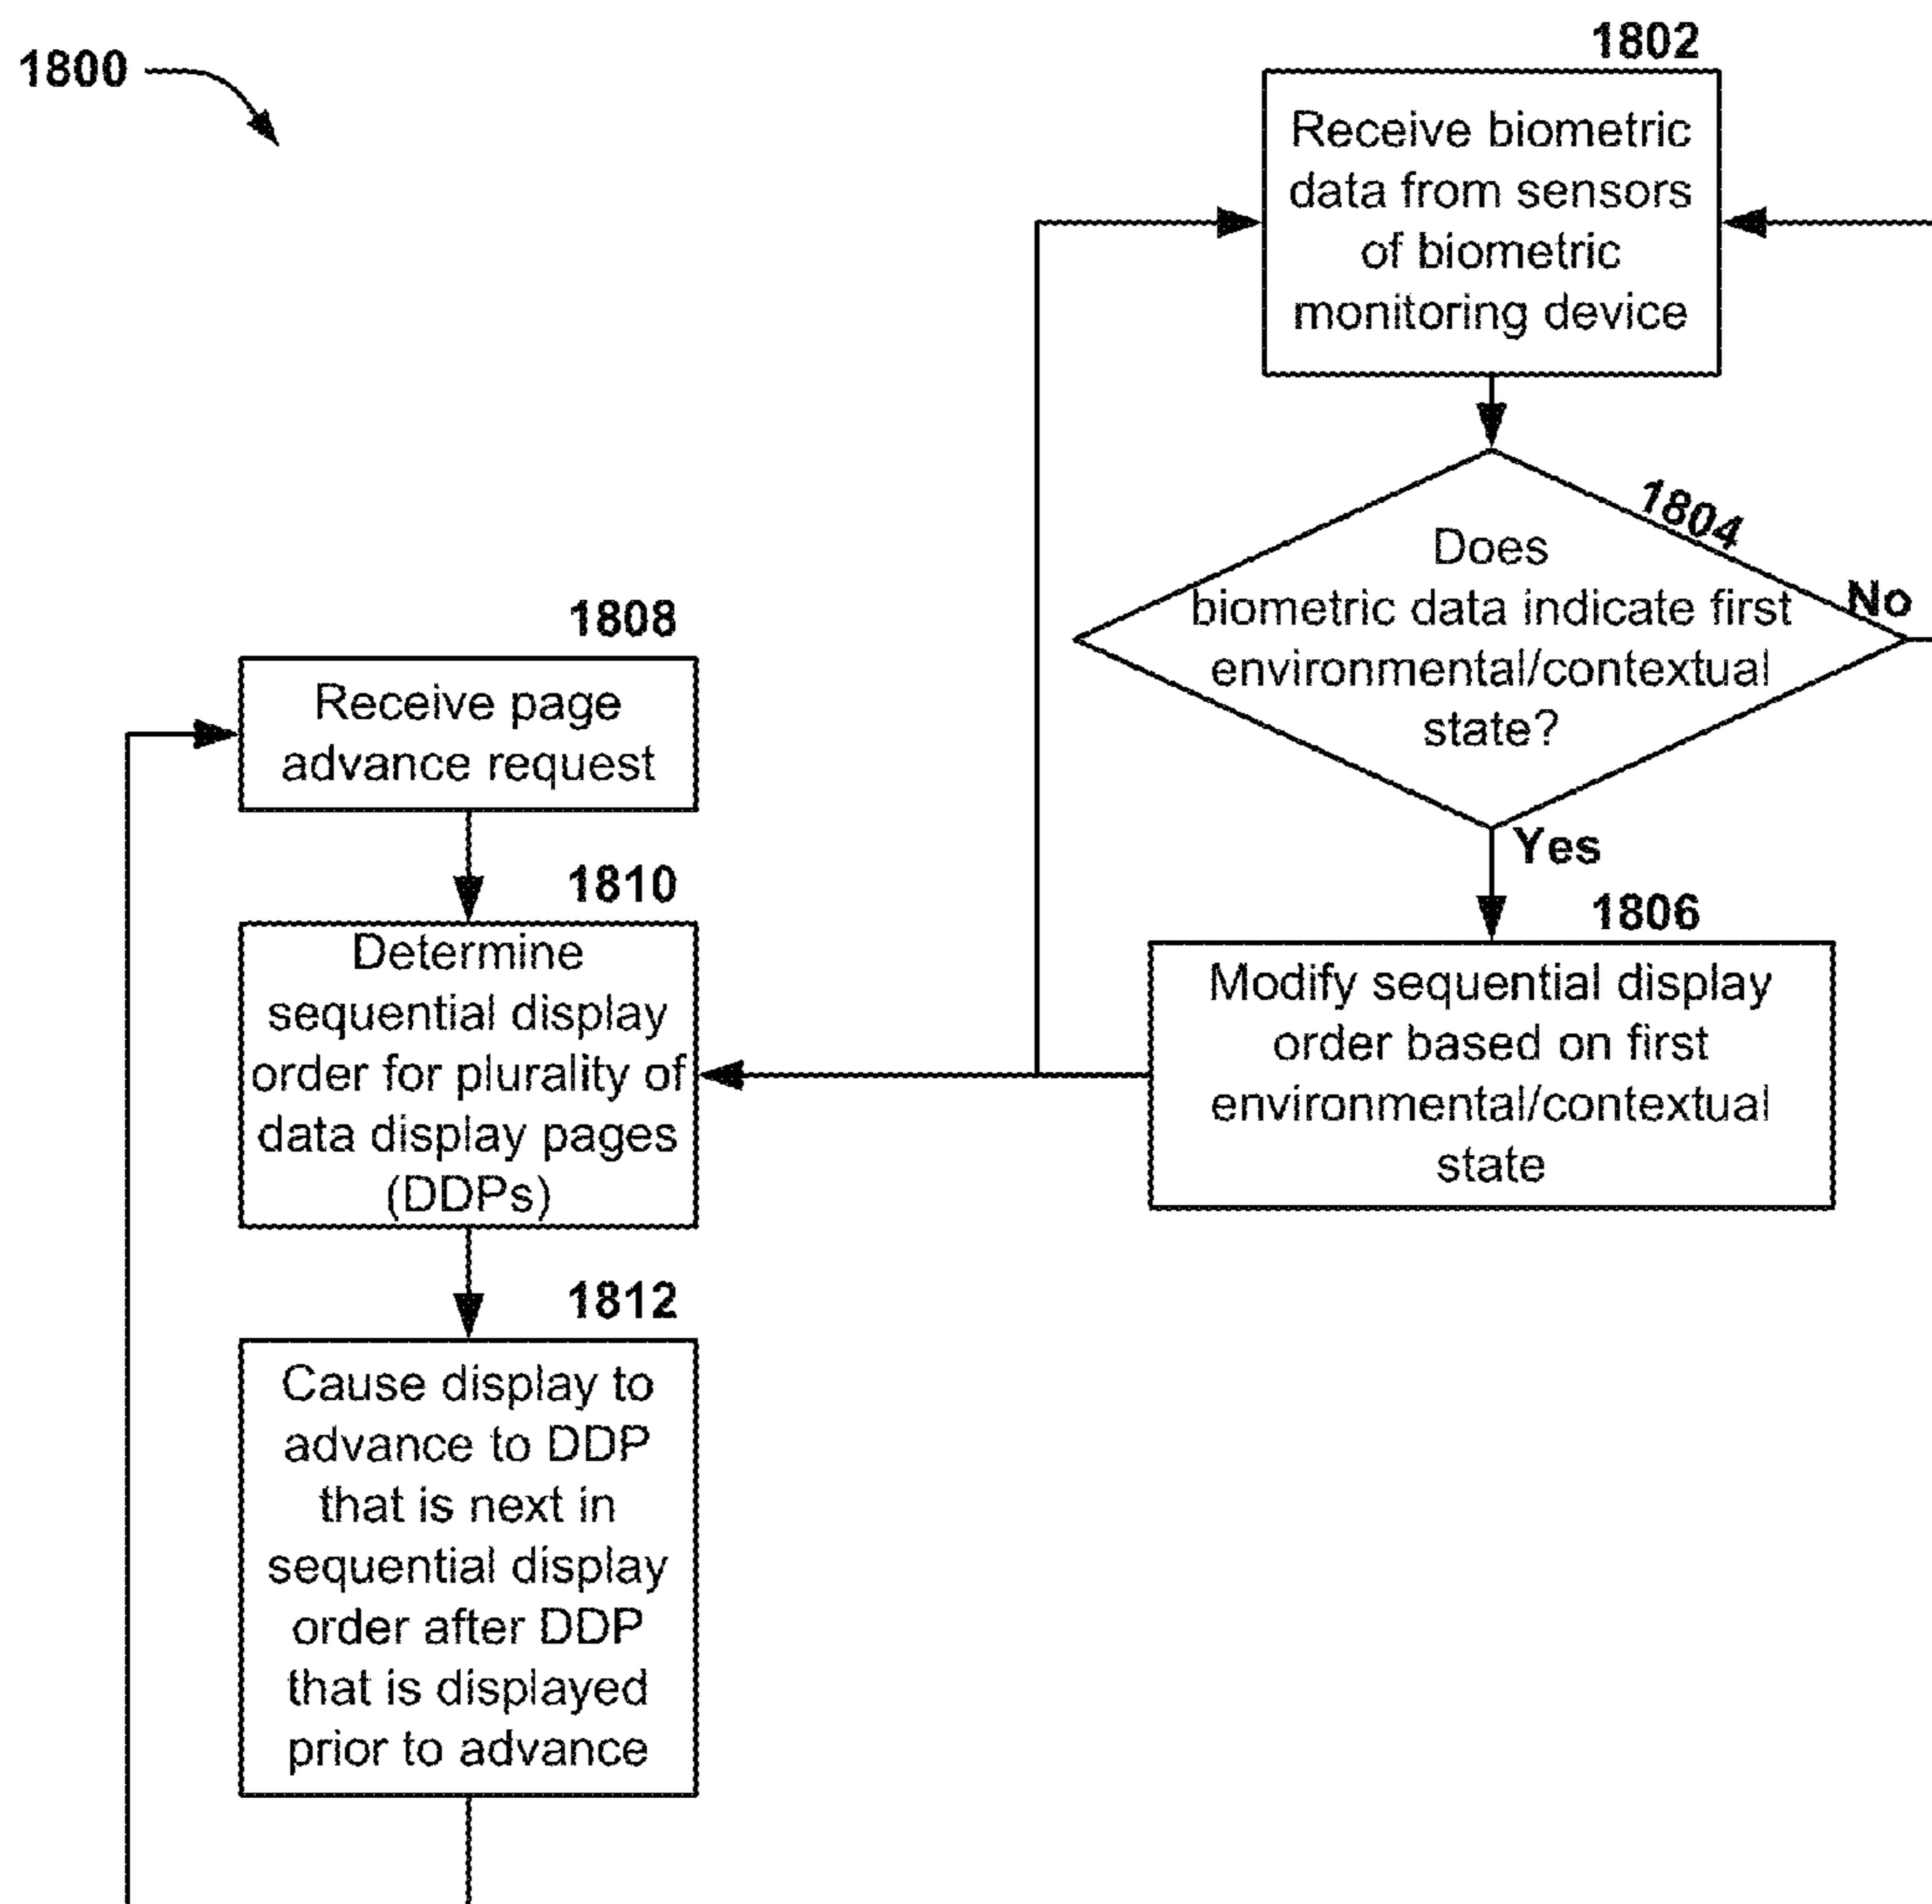 1800
1802
Receive biometric
data from sensors
of biometric
monitoring device
1804
Does
biometric data indicate first
environmental/contextual
state?
No
Yes
1806
Modify sequential display
order based on first
environmental/contextual
state
1808
Receive page
advance request
1810
Determine
sequential display
order for plurality of
data display pages
(DDPs)
1812
Cause display to
advance to DDP
that is next in
sequential display
order after DDP
that is displayed
prior to advance